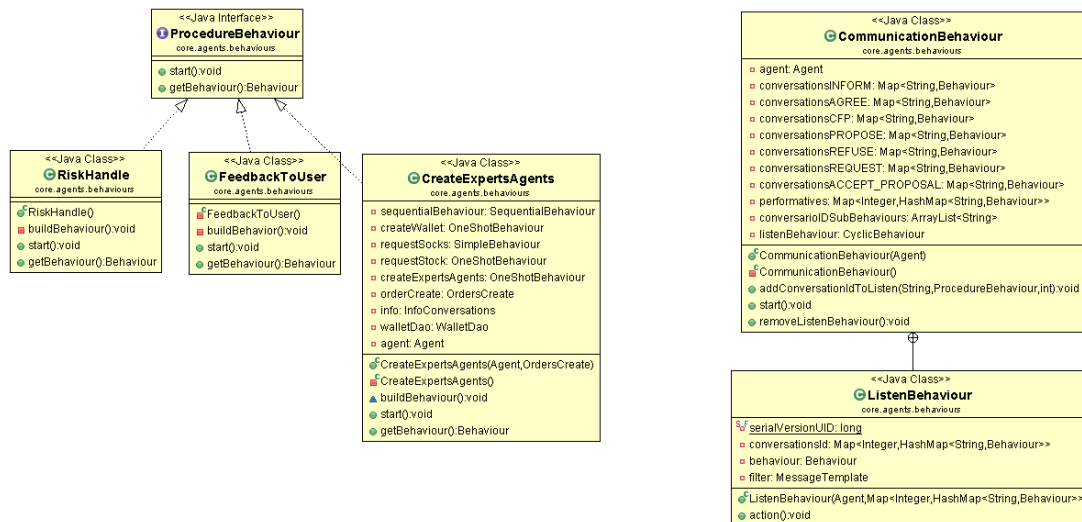 <<Java Interface>>
ProcedureBehaviour
core.agents.behaviours
start():void
getBehaviour():Behaviour
<<Java Class>>
RiskHandle
core.agents.behaviours
RiskHandle()
buildBehaviour():void
start():void
getBehaviour():Behaviour
<<Java Class>>
FeedbackToUser
core.agents.behaviours
FeedbackToUser()
buildBehavior():void
start():void
getBehaviour():Behaviour
<<Java Class>>
CreateExpertsAgents
core.agents.behaviours
sequentialBehaviour: SequentialBehaviour
createWallet: OneShotBehaviour
requestSocks: SimpleBehaviour
requestStock: OneShotBehaviour
createExpertsAgents: OneShotBehaviour
orderCreate: OrdersCreate
info: InfoConversations
walletDao: WalletDao
agent: Agent
CreateExpertsAgents(Agent,OrdersCreate)
CreateExpertsAgents()
buildBehaviour():void
start():void
getBehaviour():Behaviour
<<Java Class>>
CommunicationBehaviour
core.agents.behaviours
agent: Agent
conversationsINFORM: Map<String,Behaviour>
conversationsAGREE: Map<String,Behaviour>
conversationsCFP: Map<String,Behaviour>
conversationsPROPOSE: Map<String,Behaviour>
conversationsREFUSE: Map<String,Behaviour>
conversationsREQUEST: Map<String,Behaviour>
conversationsACCEPT_PROPOSAL: Map<String,Behaviour>
performatives: Map<Integer,HashMap<String,Behaviour>>
conversarioIDSubBehaviours: ArrayList<String>
listenBehaviour: CyclicBehaviour
CommunicationBehaviour(Agent)
CommunicationBehaviour()
addConversationIdToListen(String,ProcedureBehaviour,int):void
start():void
removeListenBehaviour():void
<<Java Class>>
ListenBehaviour
core.agents.behaviours
serialVersionUID: long
conversationsId: Map<Integer,HashMap<String,Behaviour>>
behaviour: Behaviour
filter: MessageTemplate
ListenBehaviour(Agent,Map<Integer,HashMap<String,Behaviour>>
action():void